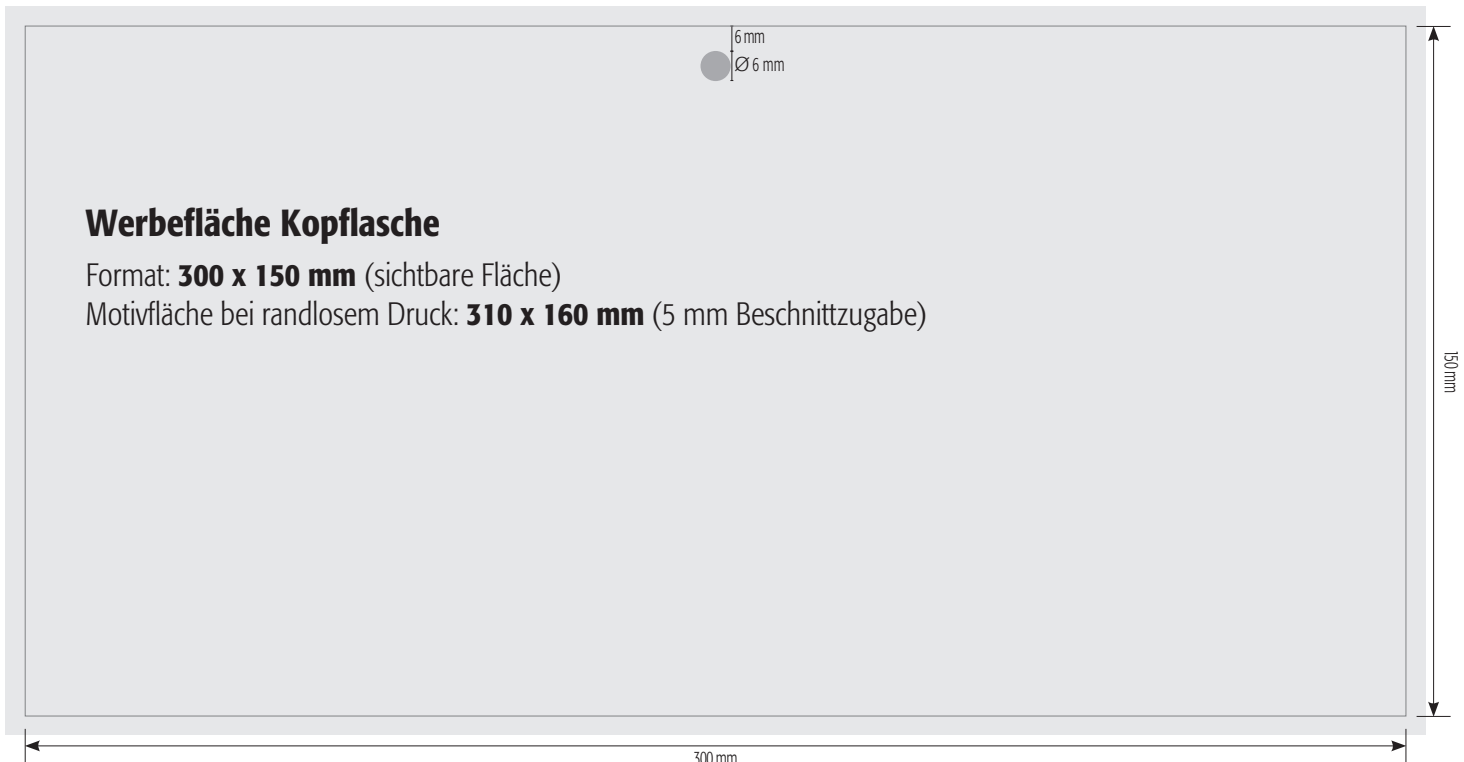 6 mm
Ø 6 mm
Werbefläche Kopflasche
Format: 300 x 150 mm (sichtbare Fläche)
Motivfläche bei randlosem Druck: 310 x 160 mm (5 mm Beschnittzugabe)
150 mm
300 mm